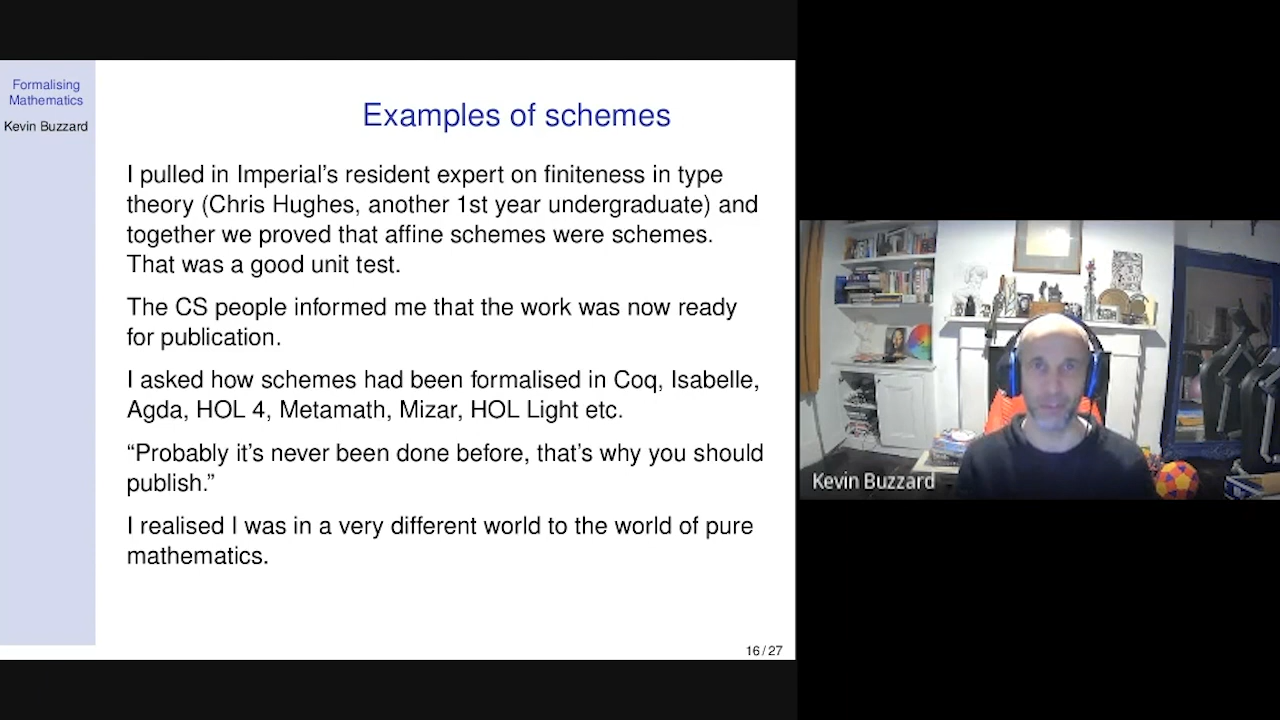 Formalising
Mathematics
Kevin Buzzard
Examples of schemes
I pulled in Imperial's resident expert on finiteness in type
theory (Chris Hughes, another 1st year undergraduate) and
together we proved that affine schemes were schemes.
That was a good unit test.
The CS people informed me that the work was now ready
for publication.
I asked how schemes had been formalised in Coq, Isabelle,
Agda, HOL 4, Metamath, Mizar, HOL Light etc.
“Probably it's never been done before, that's why you should
publish.”
I realised I was in a very different world to the world of pure
mathematics.
16 / 27
Kevin Buzzard